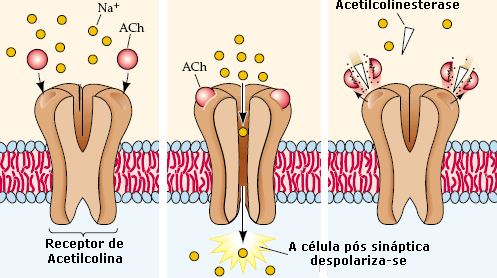 Na+
ACh
Receptor de
Acetilcolina
ACh
A célula pós sináptica
despolariza-se
Acetilcolinesterase